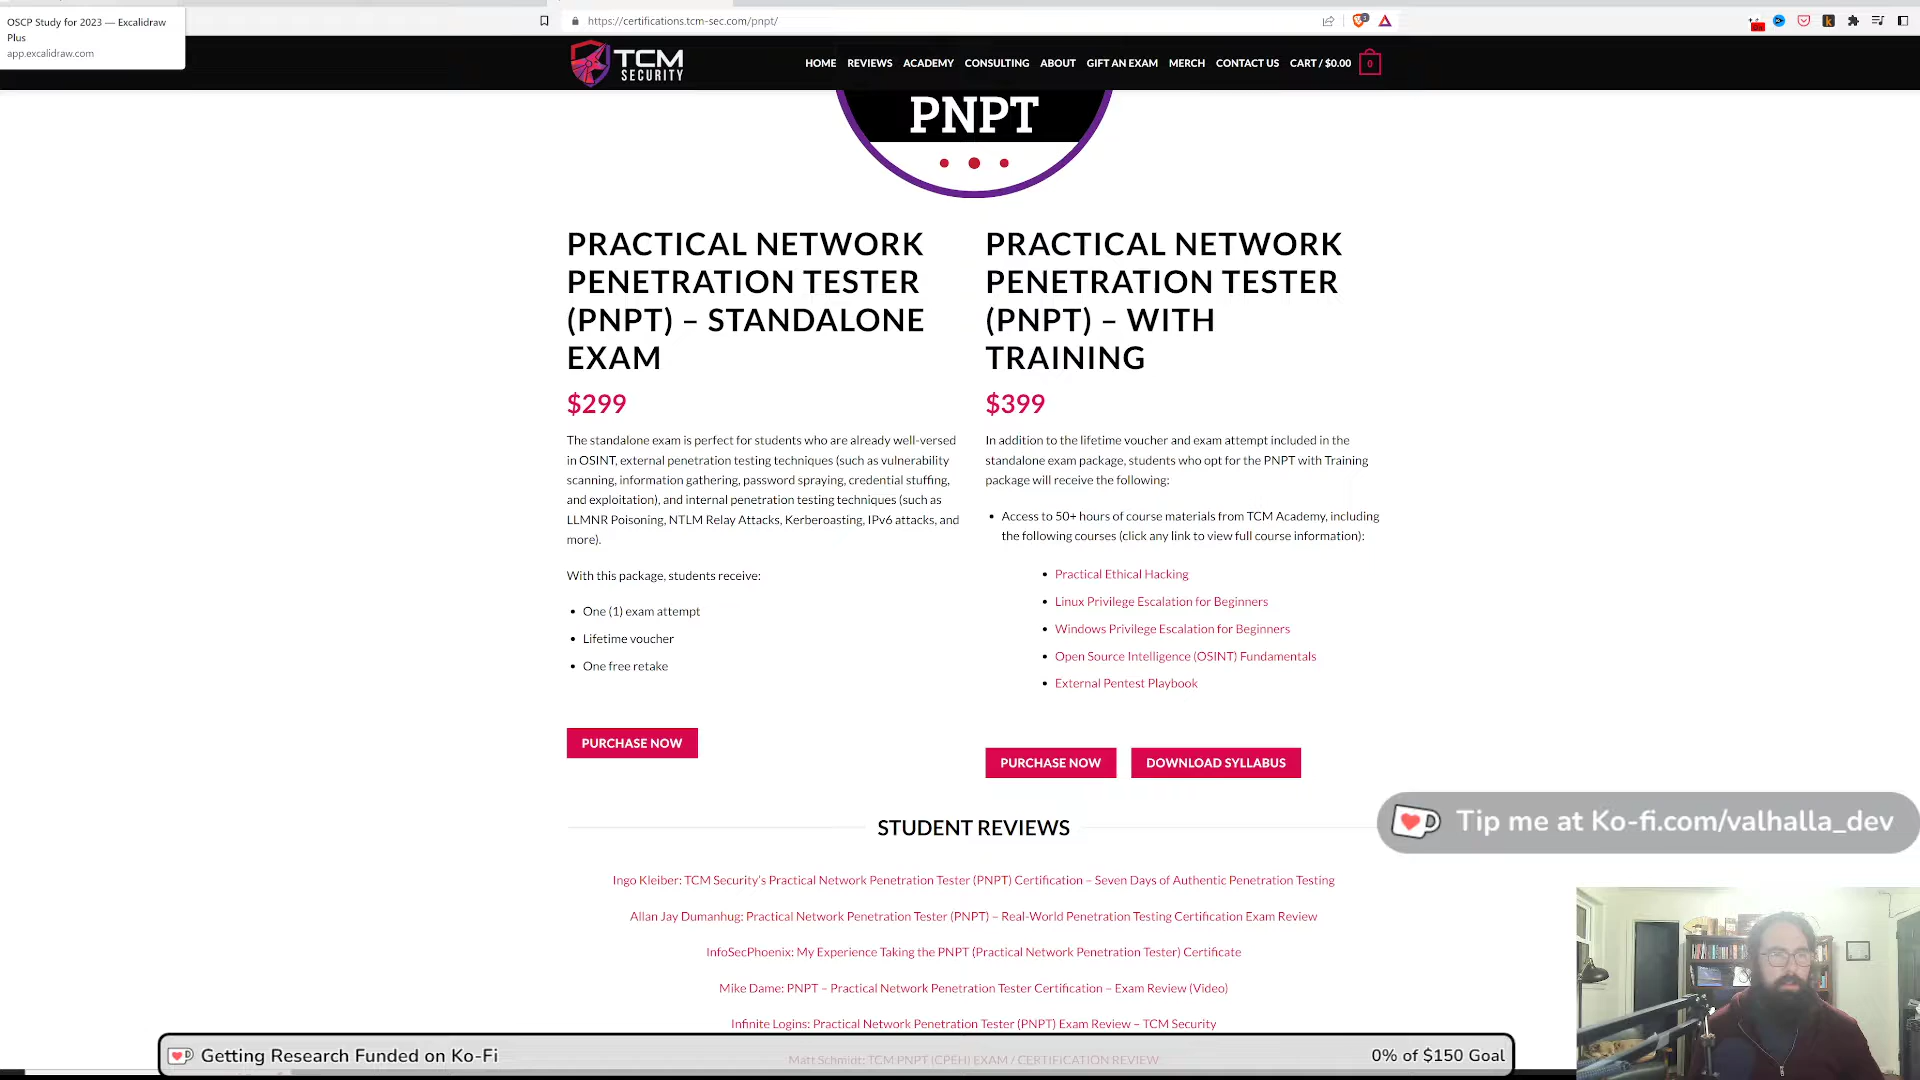 OSCP Study for 2023 — Excalidraw
Plus
app.excalidraw.com
https://certifications.tcm-sec.com/pnpt/
TCM
SECURITY
HOME REVIEWS ACADEMY CONSULTING ABOUT GIFT AN EXAM MERCH CONTACT US CART / $0.00 0
PNPT
PRACTICAL NETWORK
PENETRATION TESTER
(PNPT) – STANDALONE
EXAM
$299
The standalone exam is perfect for students who are already well-versed
in OSINT, external penetration testing techniques (such as vulnerability
scanning, information gathering, password spraying, credential stuffing,
and exploitation), and internal penetration testing techniques (such as
LLMNR Poisoning, NTLM Relay Attacks, Kerberoasting, IPv6 attacks, and
more).
With this package, students receive:
• One (1) exam attempt
• Lifetime voucher
• One free retake
PURCHASE NOW
PRACTICAL NETWORK
PENETRATION TESTER
(PNPT) – WITH
TRAINING
$399
In addition to the lifetime voucher and exam attempt included in the
standalone exam package, students who opt for the PNPT with Training
package will receive the following:
• Access to 50+ hours of course materials from TCM Academy, including
the following courses (click any link to view full course information):
• Practical Ethical Hacking
• Linux Privilege Escalation for Beginners
• Windows Privilege Escalation for Beginners
• Open Source Intelligence (OSINT) Fundamentals
• External Pentest Playbook
PURCHASE NOW DOWNLOAD SYLLABUS
STUDENT REVIEWS
Tip me at Ko-fi.com/valhalla_dev
Ingo Kleiber: TCM Security's Practical Network Penetration Tester (PNPT) Certification – Seven Days of Authentic Penetration Testing
Allan Jay Dumanhug: Practical Network Penetration Tester (PNPT) – Real-World Penetration Testing Certification Exam Review
InfoSecPhoenix: My Experience Taking the PNPT (Practical Network Penetration Tester) Certificate
Mike Dame: PNPT – Practical Network Penetration Tester Certification – Exam Review (Video)
Infinite Logins: Practical Network Penetration Tester (PNPT) Exam Review – TCM Security
Matt Schmidt: TCM PNPT (CPEH) EXAM / CERTIFICATION REVIEW
Getting Research Funded on Ko-Fi
0% of $150 Goal